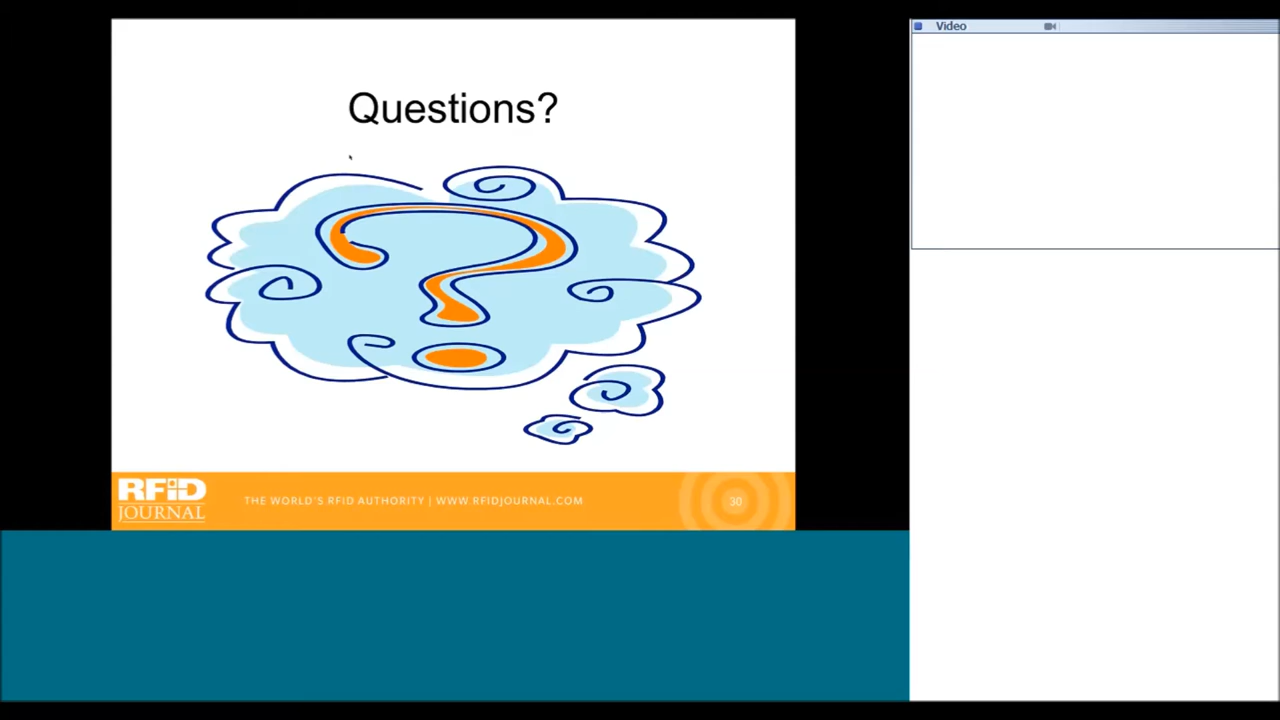 Video
Questions?
RFID
JOURNAL
THE WORLD'S RFID AUTHORITY | WWW.RFIDJOURNAL.COM
30